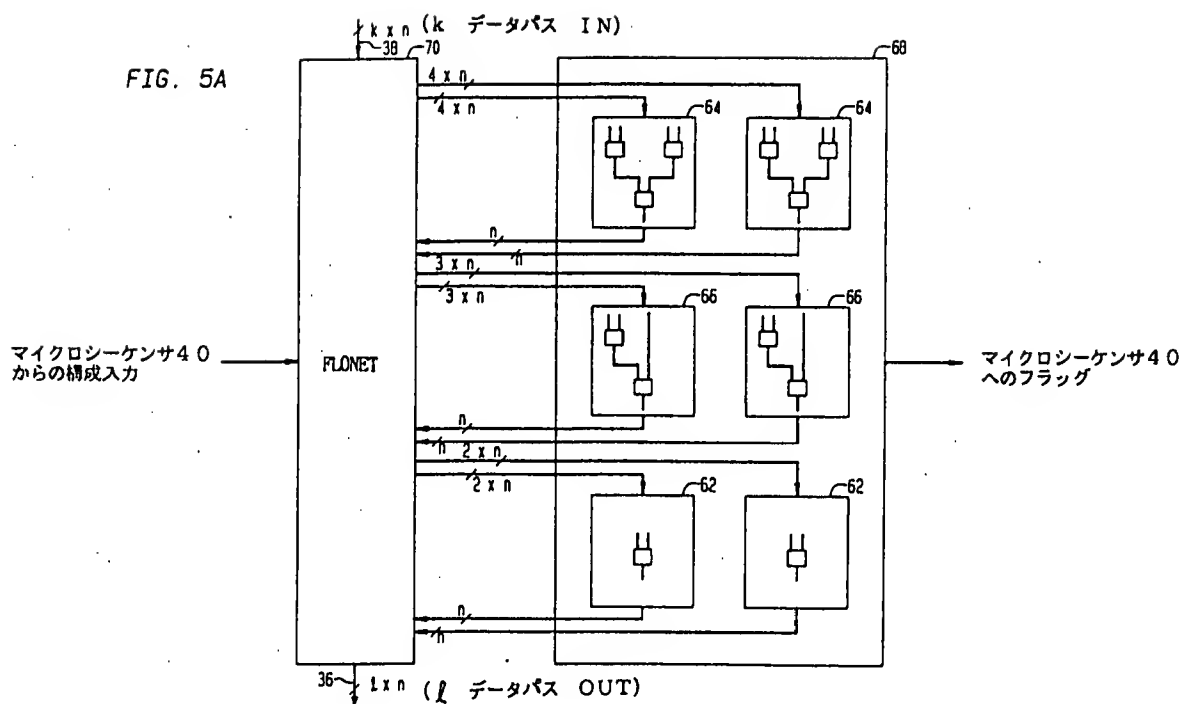 k x n (k データパス IN)
38 70
68
FIG. 5A
4 x n
4 x n
64
64
n
n
3 x n
3 x n
66
66
マイクロシーケンサ40
からの構成入力
FLONET
マイクロシーケンサ40
へのフラッグ
n
n
2 x n
2 x n
62
62
n
n
36 l x n (ℓ データパス OUT)